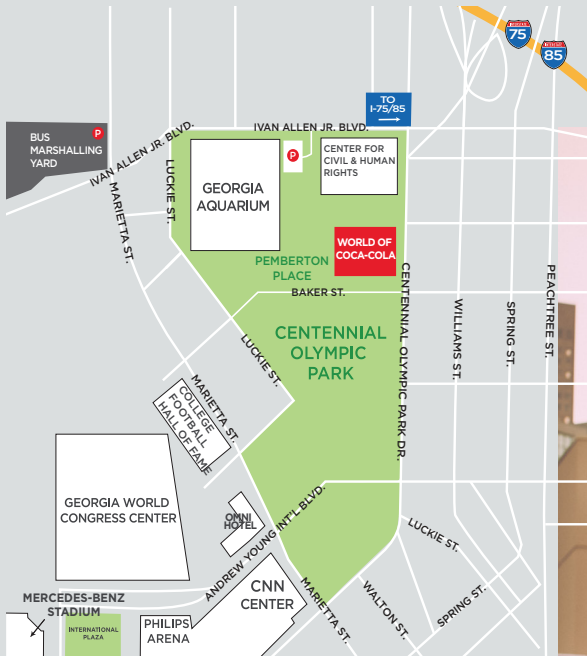 INTERSTATE
75
INTERSTATE
85
TO
I-75/85
BUS
MARSHALLING
YARD
P
IVAN ALLEN JR. BLVD.
IVAN ALLEN JR. BLVD.
P
CENTER FOR
CIVIL & HUMAN
RIGHTS
GEORGIA
AQUARIUM
LUCKIE ST.
MARIETTA ST.
WORLD OF
COCA-COLA
PEMBERTON
PLACE
BAKER ST.
CENTENNIAL OLYMPIC PARK DR.
WILLIAMS ST.
SPRING ST.
PEACHTREE ST.
CENTENNIAL
OLYMPIC
PARK
LUCKIE ST.
MARIETTA ST.
COLLEGE
FOOTBALL
HALL OF FAME
GEORGIA WORLD
CONGRESS CENTER
OMNI
HOTEL
ANDREW YOUNG INT'L BLVD.
LUCKIE ST.
CNN
CENTER
MARIETTA ST.
WALTON ST.
SPRING ST.
MERCEDES-BENZ
STADIUM
INTERNATIONAL
PLAZA
PHILIPS
ARENA